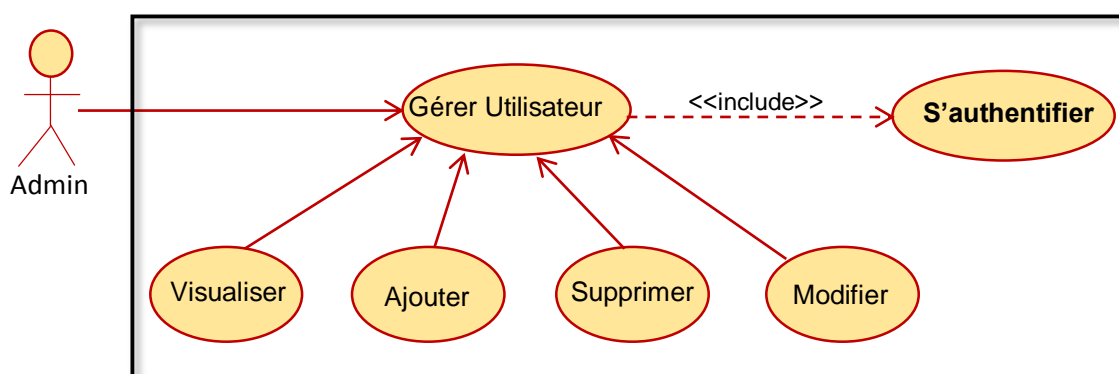 Gérer Utilisateur
<<include>>
S’authentifier
Admin
Visualiser
Ajouter
Supprimer
Modifier